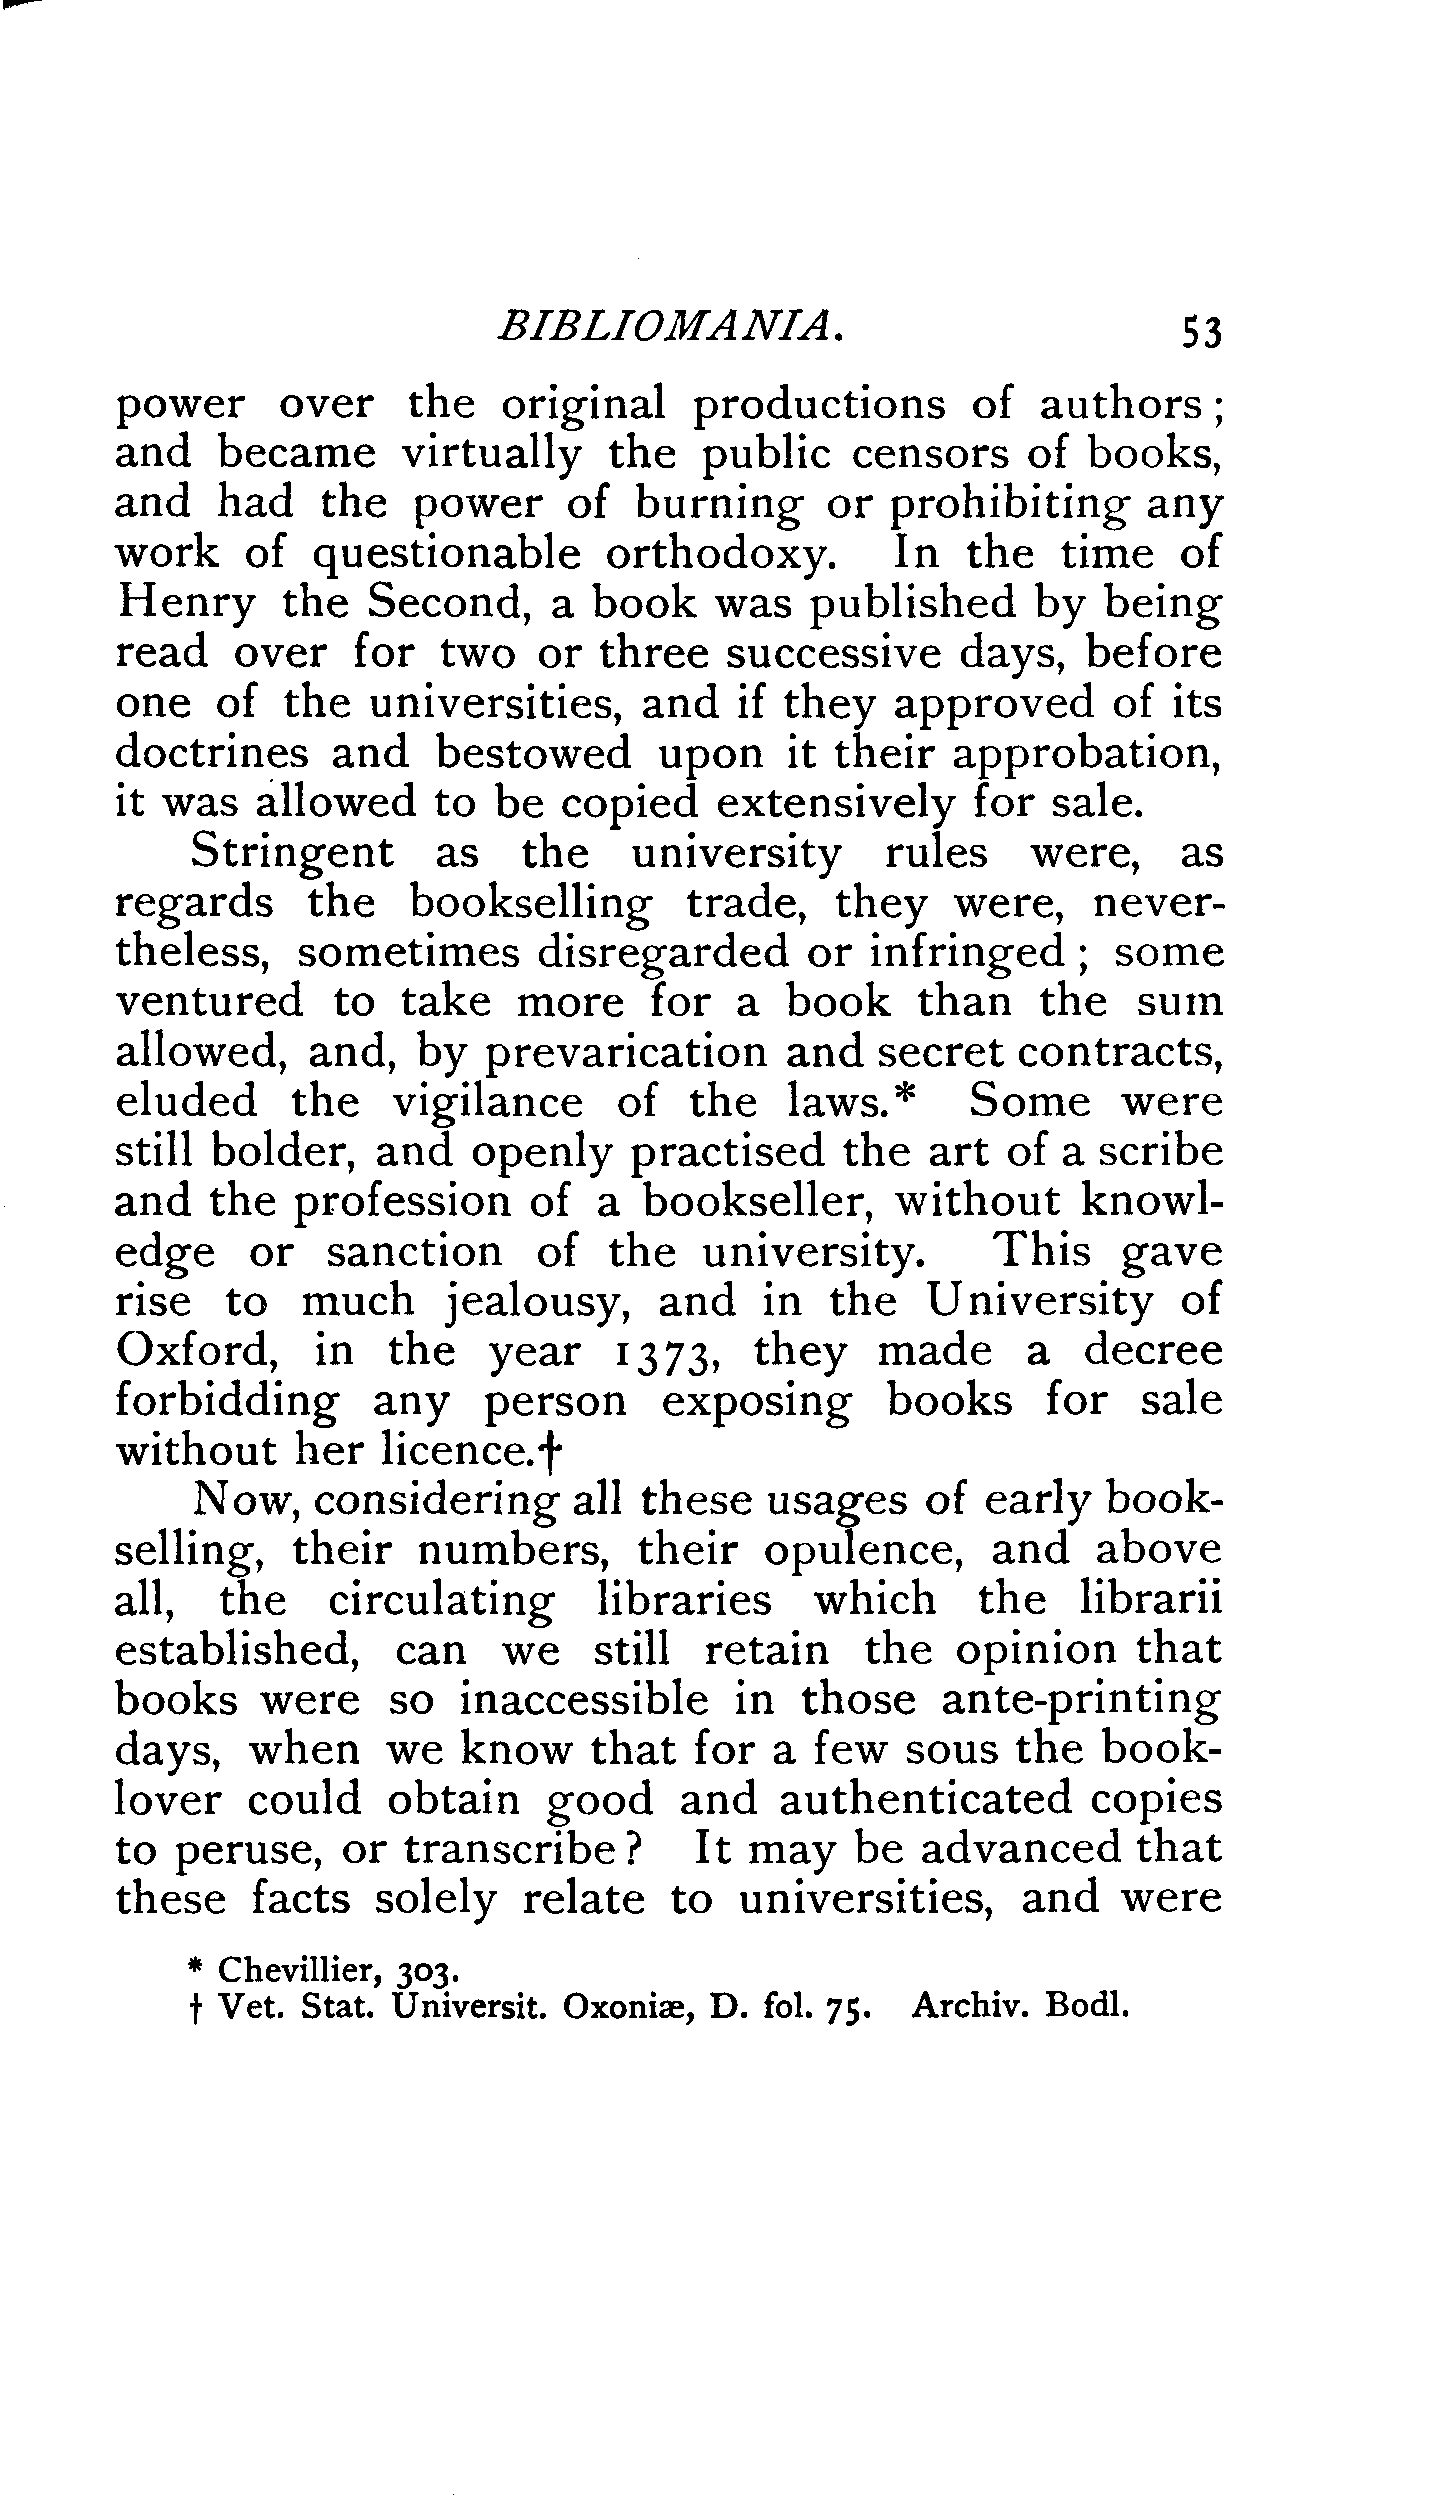 BIBLIOMANIA. 53
power over the original productions of authors ;
and became virtually the public censors of books,
and had the power of burning or prohibiting any
work of questionable orthodoxy. In the time of
Henry the Second, a book was published by being
read over for two or three successive days, before
one of the universities, and if they approved of its
doctrines and bestowed upon it their approbation,
it was allowed to be copied extensively for sale.
Stringent as the university rules were, as
regards the bookselling trade, they were, never-
theless, sometimes disregarded or infringed ; some
ventured to take more for a book than the sum
allowed, and, by prevarication and secret contracts,
eluded the vigilance of the laws.* Some were
still bolder, and openly practised the art of a scribe
and the profession of a bookseller, without knowl-
edge or sanction of the university. This gave
rise to much jealousy, and in the University of
Oxford, in the year 1373, they made a decree
forbidding any person exposing books for sale
without her licence.†
Now, considering all these usages of early book-
selling, their numbers, their opulence, and above
all, the circulating libraries which the librarii
established, can we still retain the opinion that
books were so inaccessible in those ante-printing
days, when we know that for a few sous the book-
lover could obtain good and authenticated copies
to peruse, or transcribe ? It may be advanced that
these facts solely relate to universities, and were
* Chevillier, 303.
† Vet. Stat. Universit. Oxoniæ, D. fol. 75. Archiv. Bodl.